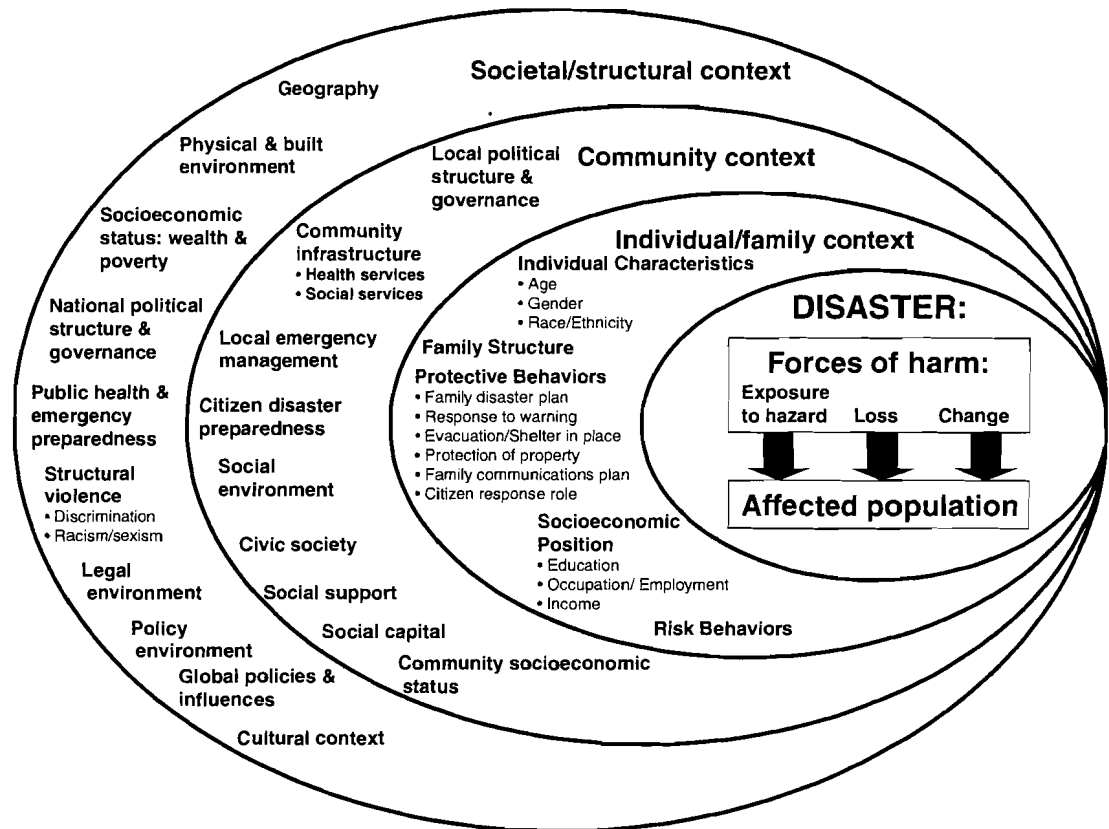 Societal/structural context
Geography
Physical & built
environment
Socioeconomic
status: wealth &
poverty
National political
structure &
governance
Public health &
emergency
preparedness
Structural
violence
• Discrimination
• Racism/sexism
Legal
environment
Policy
environment
Global policies &
influences
Cultural context
Community context
Local political
structure &
governance
Community
infrastructure
• Health services
• Social services
Local emergency
management
Citizen disaster
preparedness
Social
environment
Civic society
Social support
Social capital
Community socioeconomic
status
Individual/family context
Individual Characteristics
• Age
• Gender
• Race/Ethnicity
Family Structure
Protective Behaviors
• Family disaster plan
• Response to warning
• Evacuation/Shelter in place
• Protection of property
• Family communications plan
• Citizen response role
Socioeconomic
Position
• Education
• Occupation/ Employment
• Income
Risk Behaviors
DISASTER:
Forces of harm:
Exposure
to hazard Loss Change
Affected population